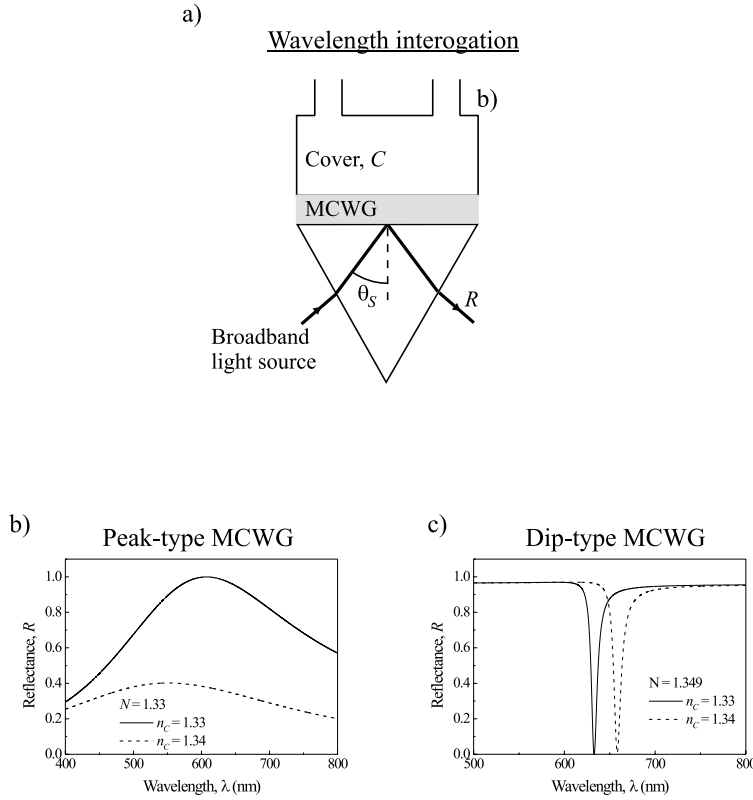 a)
Wavelength interogation
b)
Cover, C
MCWG
θS
R
Broadband
light source
b)
Peak-type MCWG
1.0
0.8
0.6
0.4
0.2
0.0
Reflectance, R
N = 1.33
nC = 1.33
nC = 1.34
400 500 600 700 800
Wavelength, λ (nm)
c)
Dip-type MCWG
1.0
0.8
0.6
0.4
0.2
0.0
Reflectance, R
N = 1.349
nC = 1.33
nC = 1.34
500 600 700 800
Wavelength, λ (nm)